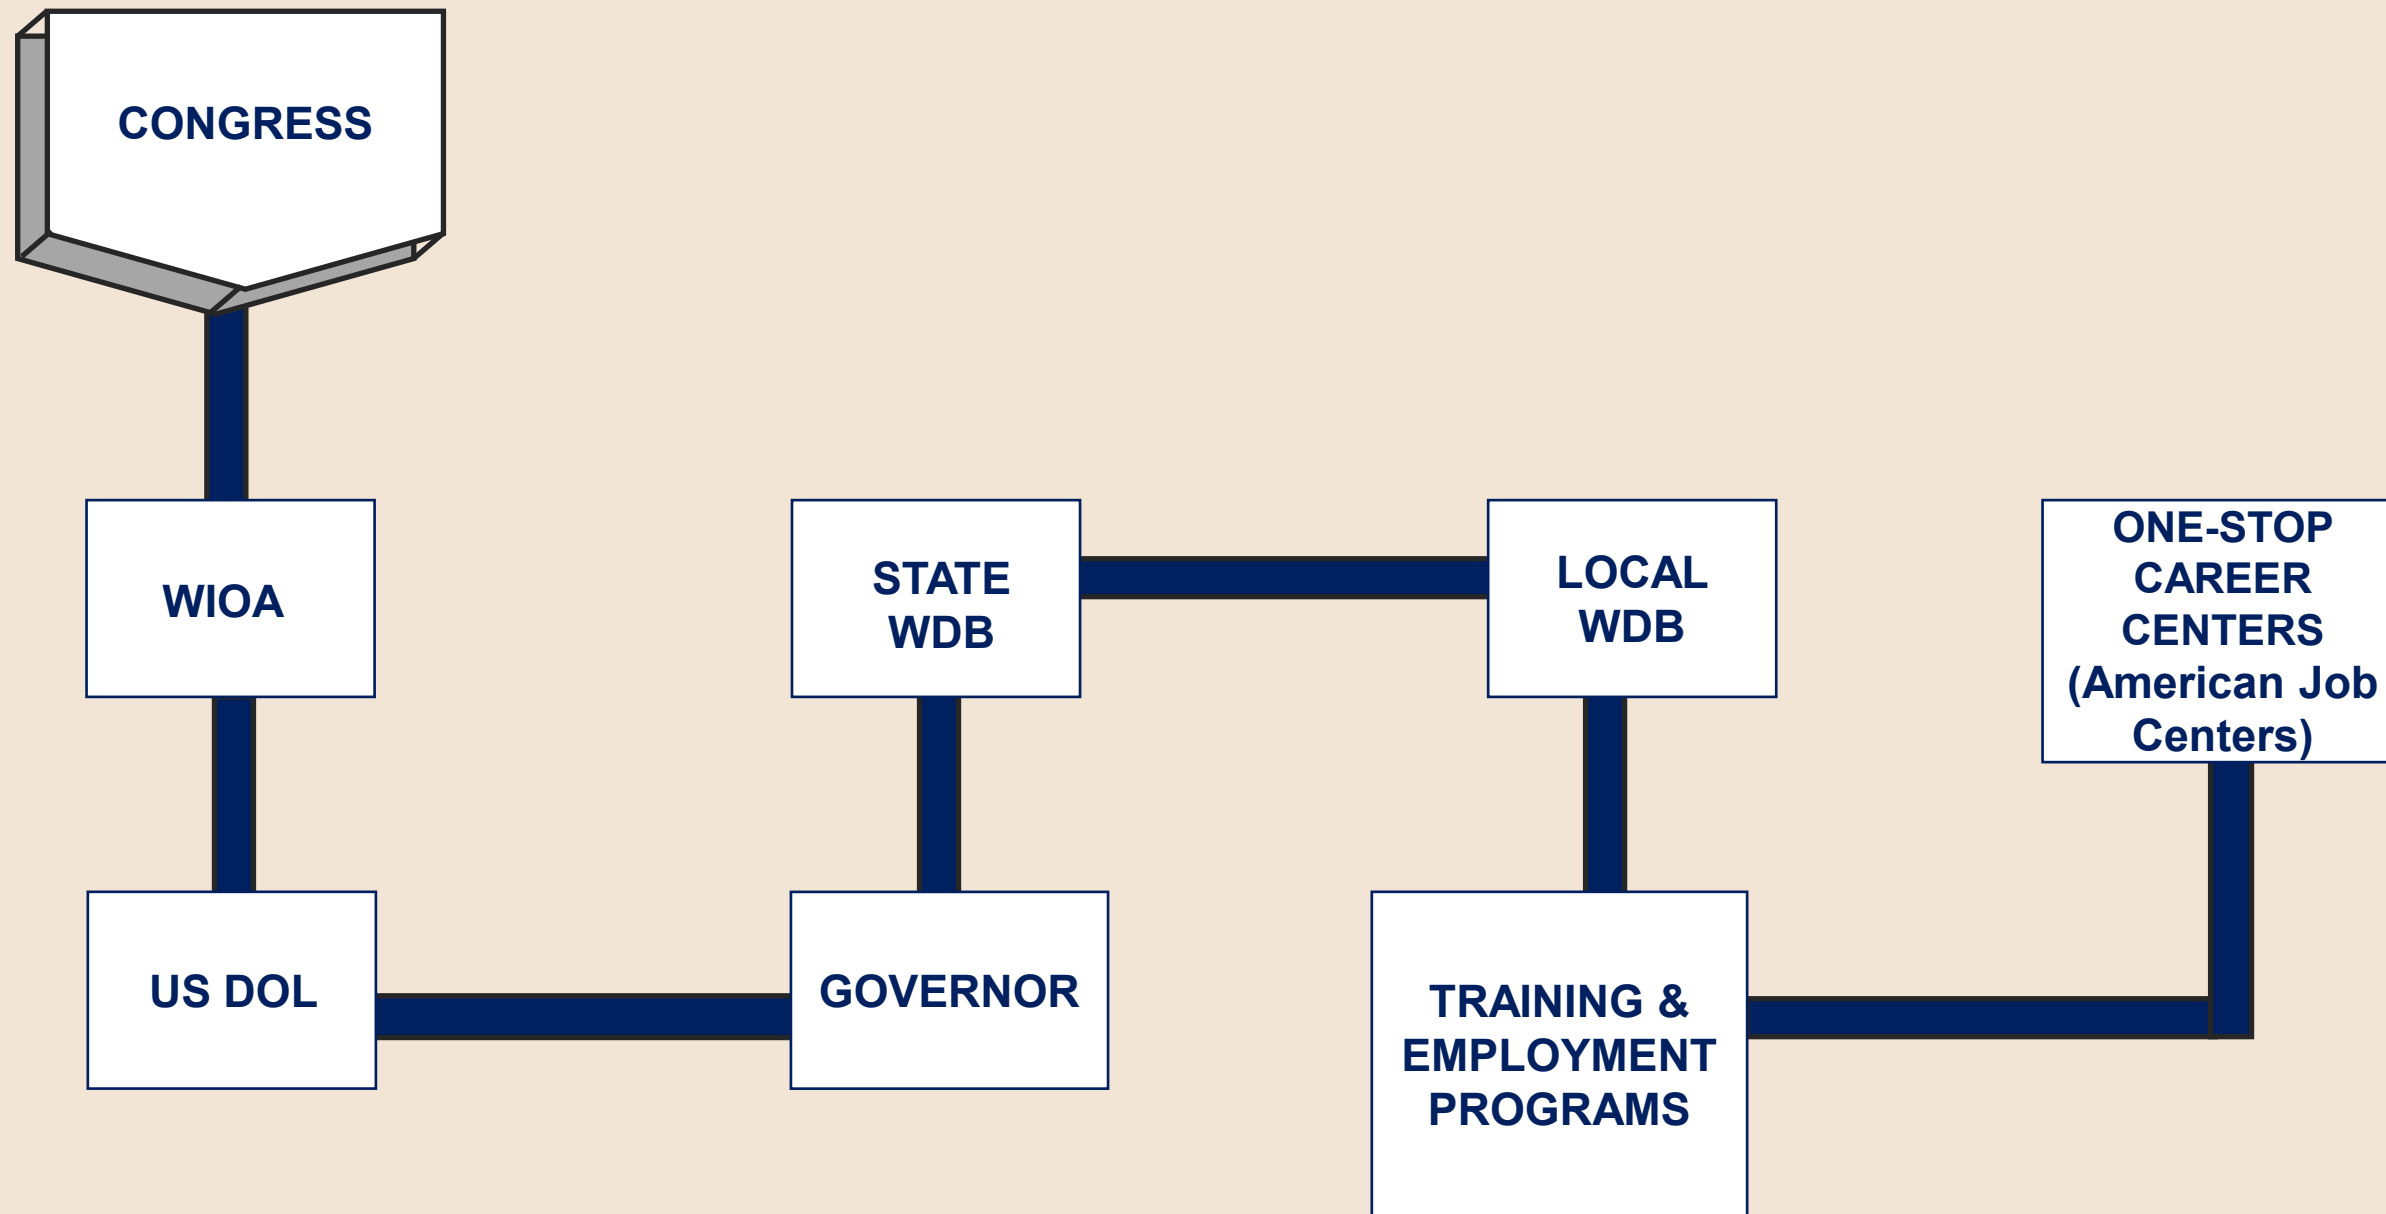 CONGRESS
WIOA
US DOL
GOVERNOR
STATE
WDB
LOCAL
WDB
TRAINING &
EMPLOYMENT
PROGRAMS
ONE-STOP
CAREER
CENTERS
(American Job
Centers)